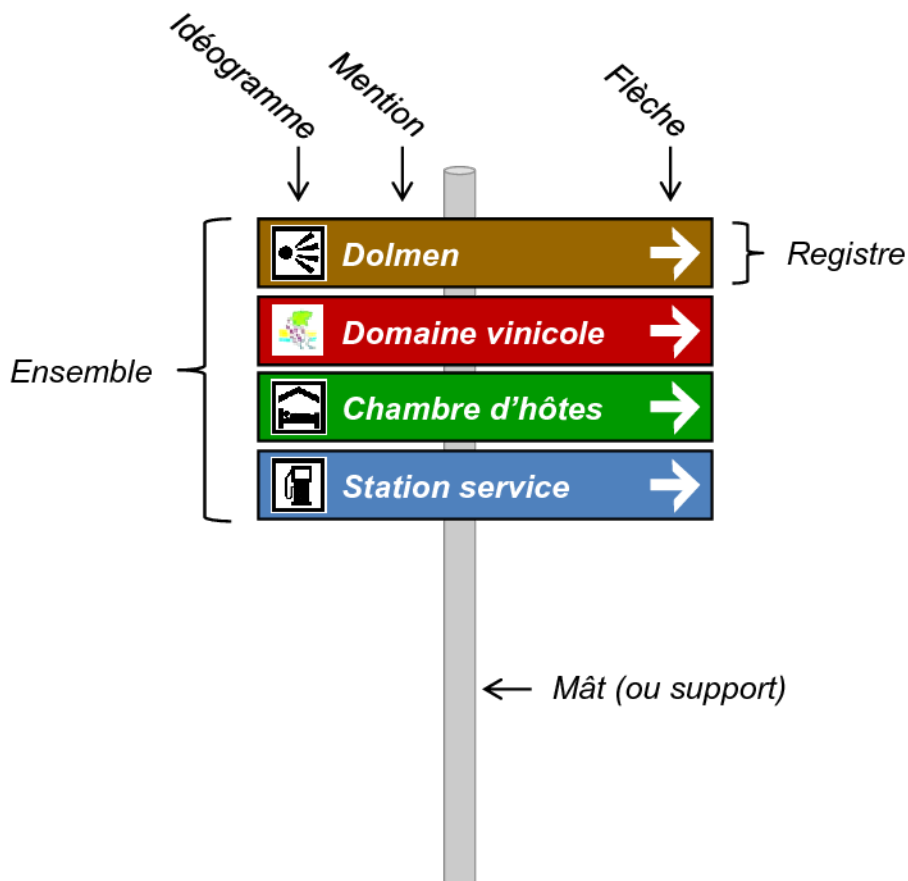 Idéogramme
Mention
Flèche
Dolmen
Registre
Domaine vinicole
Ensemble
Chambre d’hôtes
Station service
Mât (ou support)